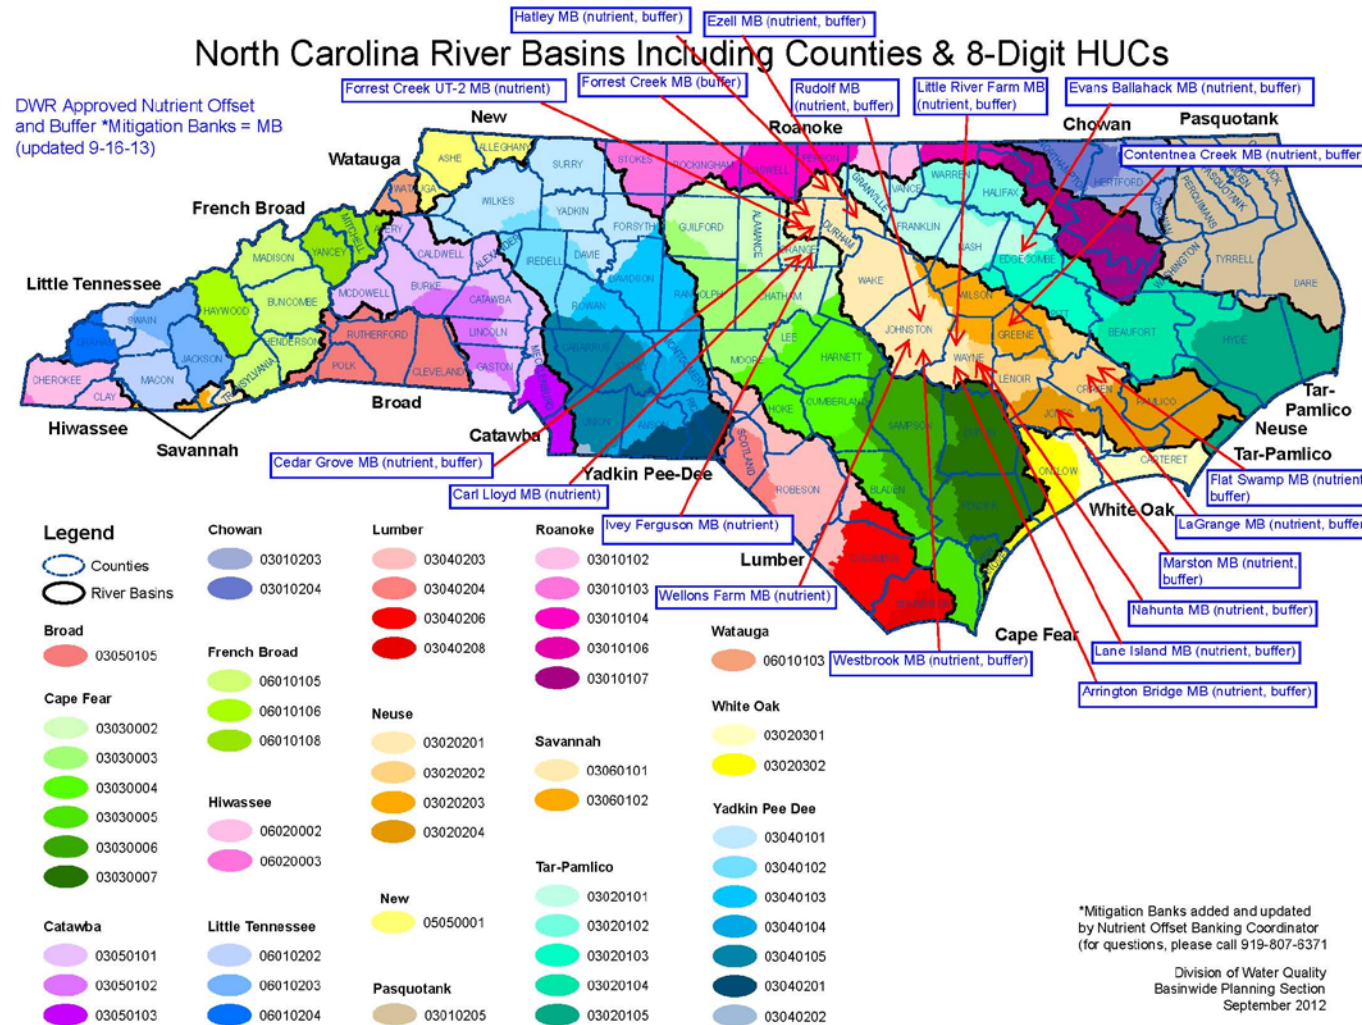 Hatley MB (nutrient, buffer)
Ezell MB (nutrient, buffer)
North Carolina River Basins Including Counties & 8-Digit HUCs
DWR Approved Nutrient Offset
and Buffer *Mitigation Banks = MB
(updated 9-16-13)
Forrest Creek UT-2 MB (nutrient)
Forrest Creek MB (buffer)
Rudolf MB
(nutrient, buffer)
Little River Farm MB
(nutrient, buffer)
Evans Ballahack MB (nutrient, buffer)
Contentnea Creek MB (nutrient, buffer
New
Roanoke
Chowan
Pasquotank
Watauga
French Broad
Little Tennessee
Hiwassee
Savannah
Broad
Catawba
Yadkin Pee-Dee
Lumber
Cape Fear
White Oak
Tar-Pamlico
Neuse
Tar-
Pamlico
ASHE
ALLEGHANY
SURRY
STOKES
ROCKINGHAM
CASWELL
PERSON
GRANVILLE
VANCE
WARREN
HALIFAX
NORTHAMPTON
HERTFORD
WATAUGA
WILKES
YADKIN
FORSYTH
GUILFORD
ALAMANCE
ORANGE
DURHAM
FRANKLIN
NASH
EDGECOMBE
PERQUIMANS
PASQUOTANK
WASHINGTON
TYRRELL
DARE
MITCHELL
AVERY
YANCEY
MADISON
CALDWELL
ALEXANDER
IREDELL
DAVIE
DAVIDSON
RANDOLPH
CHATHAM
WAKE
WILSON
PITT
BEAUFORT
HYDE
BUNCOMBE
MCDOWELL
BURKE
CATAWBA
ROWAN
SWAIN
HAYWOOD
GRAHAM
JACKSON
HENDERSON
RUTHERFORD
LINCOLN
CABARRUS
MONTGOMERY
MOORE
LEE
HARNETT
JOHNSTON
WAYNE
GREENE
LENOIR
CRAVEN
PAMLICO
CHEROKEE
CLAY
MACON
TRANSYLVANIA
POLK
CLEVELAND
GASTON
MECKLENBURG
UNION
ANSON
SCOTLAND
HOKE
CUMBERLAND
SAMPSON
JONES
ONSLOW
CARTERET
ROBESON
BLADEN
PENDER
COLUMBUS
Cedar Grove MB (nutrient, buffer)
Carl Lloyd MB (nutrient)
Ivey Ferguson MB (nutrient)
Wellons Farm MB (nutrient)
Westbrook MB (nutrient, buffer)
Flat Swamp MB (nutrient
buffer)
LaGrange MB (nutrient, buffer
Marston MB (nutrient,
buffer)
Nahunta MB (nutrient, buffer)
Lane Island MB (nutrient, buffer)
Arrington Bridge MB (nutrient, buffer)
Legend
Counties
River Basins
Broad
03050105
Cape Fear
03030002
03030003
03030004
03030005
03030006
03030007
Catawba
03050101
03050102
03050103
Chowan
03010203
03010204
French Broad
06010105
06010106
06010108
Hiwassee
06020002
06020003
Little Tennessee
06010202
06010203
06010204
Lumber
03040203
03040204
03040206
03040208
Neuse
03020201
03020202
03020203
03020204
New
05050001
Pasquotank
03010205
Roanoke
03010102
03010103
03010104
03010106
03010107
Savannah
03060101
03060102
Tar-Pamlico
03020101
03020102
03020103
03020104
03020105
Watauga
06010103
White Oak
03020301
03020302
Yadkin Pee Dee
03040101
03040102
03040103
03040104
03040105
03040201
03040202
*Mitigation Banks added and updated
by Nutrient Offset Banking Coordinator
(for questions, please call 919-807-6371
Division of Water Quality
Basinwide Planning Section
September 2012